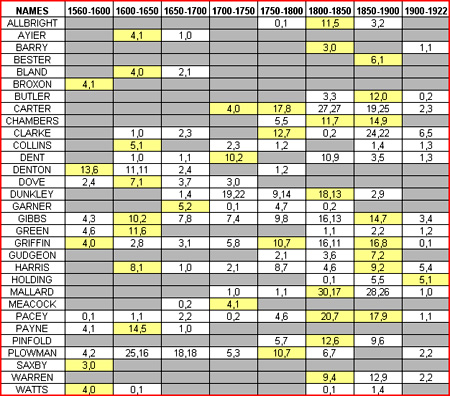 NAMES 1560-1600 1600-1650 1650-1700 1700-1750 1750-1800 1800-1850 1850-1900 1900-1922
ALLBRIGHT 0,1 11,5 3,2
AYIER 4,1 1,0
BARRY 3,0 1,1
BESTER 6,1
BLAND 4,0 2,1
BROXON 4,1
BUTLER 3,3 12,0 0,2
CARTER 4,0 17,8 27,27 19,25 2,3
CHAMBERS 5,5 11,7 14,9
CLARKE 1,0 2,3 12,7 0,2 24,22 6,5
COLLINS 5,1 2,3 1,2 1,4 1,3
DENT 1,0 1,1 10,2 10,9 3,5 1,3
DENTON 13,6 11,11 2,4 1,2
DOVE 2,4 7,1 3,7 3,0
DUNKLEY 1,4 19,22 9,14 18,13 2,9
GARNER 5,2 0,1 4,7 0,2
GIBBS 4,3 10,2 7,8 7,4 9,8 16,13 14,7 3,4
GREEN 4,6 11,6 1,1 2,2 1,2
GRIFFIN 4,0 2,8 3,1 5,8 10,7 16,11 16,8 0,1
GUDGEON 2,1 3,6 7,2
HARRIS 8,1 1,0 2,1 8,7 4,6 9,2 5,4
HOLDING 0,1 5,5 5,1
MALLARD 1,0 1,1 30,17 28,26 1,0
MEACOCK 0,2 4,1
PACEY 0,1 1,1 2,2 0,2 4,6 20,7 17,9 1,1
PAYNE 4,1 14,5 1,0
PINFOLD 5,7 12,6 9,6
PLOWMAN 4,2 25,16 18,18 5,3 10,7 6,7 2,2
SAXBY 3,0
WARREN 9,4 12,9 2,2
WATTS 4,0 0,1 0,1 1,4